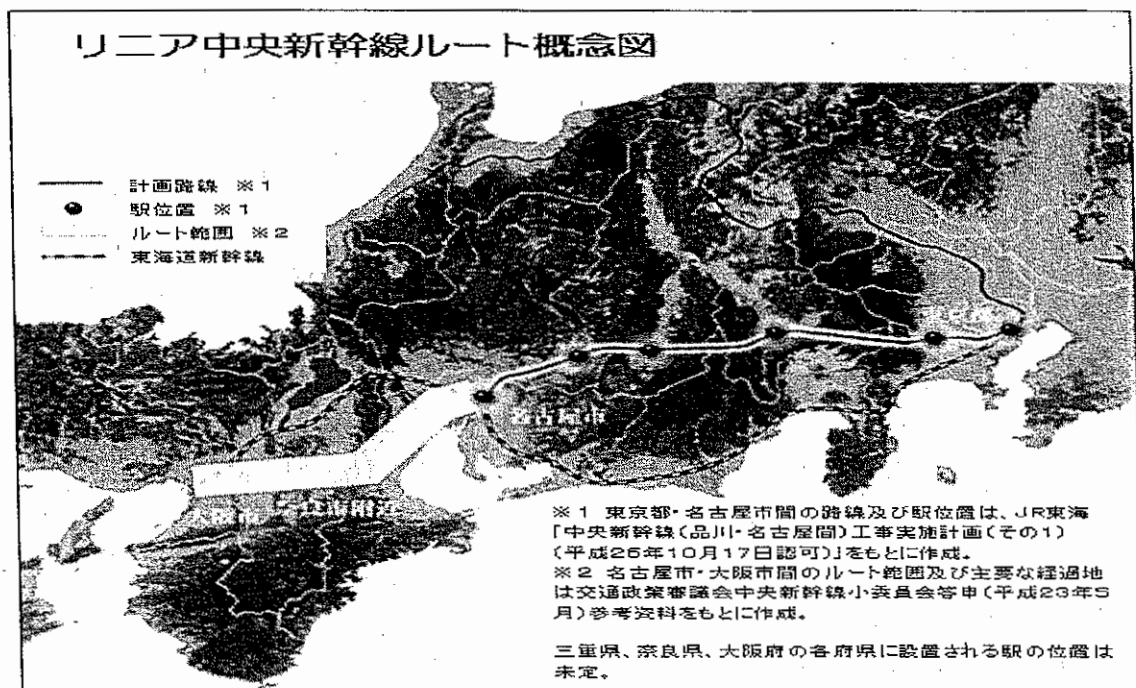 リニア中央新幹線ルート概念図
計画路線 ※1
駅位置 ※1
ルート範囲 ※2
東海道新幹線
東京都
名古屋市
大阪市
奈良市附近
※1 東京都・名古屋市間の路線及び駅位置は、JR東海
「中央新幹線(品川・名古屋間)工事実施計画(その1)
(平成26年10月17日認可)」をもとに作成。
※2 名古屋市・大阪市間のルート範囲及び主要な経過地
は交通政策審議会中央新幹線小委員会答申(平成23年5
月)参考資料をもとに作成。
三重県、奈良県、大阪府の各府県に設置される駅の位置は
未定。